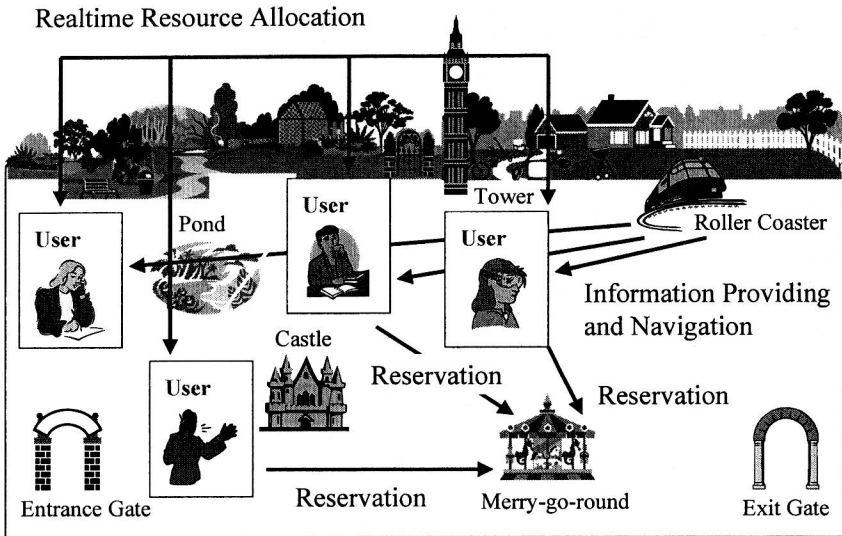 Realtime Resource Allocation
Tower
Roller Coaster
User
Pond
User
User
Information Providing
and Navigation
Castle
User
Reservation
Reservation
Entrance Gate
Reservation
Merry-go-round
Exit Gate